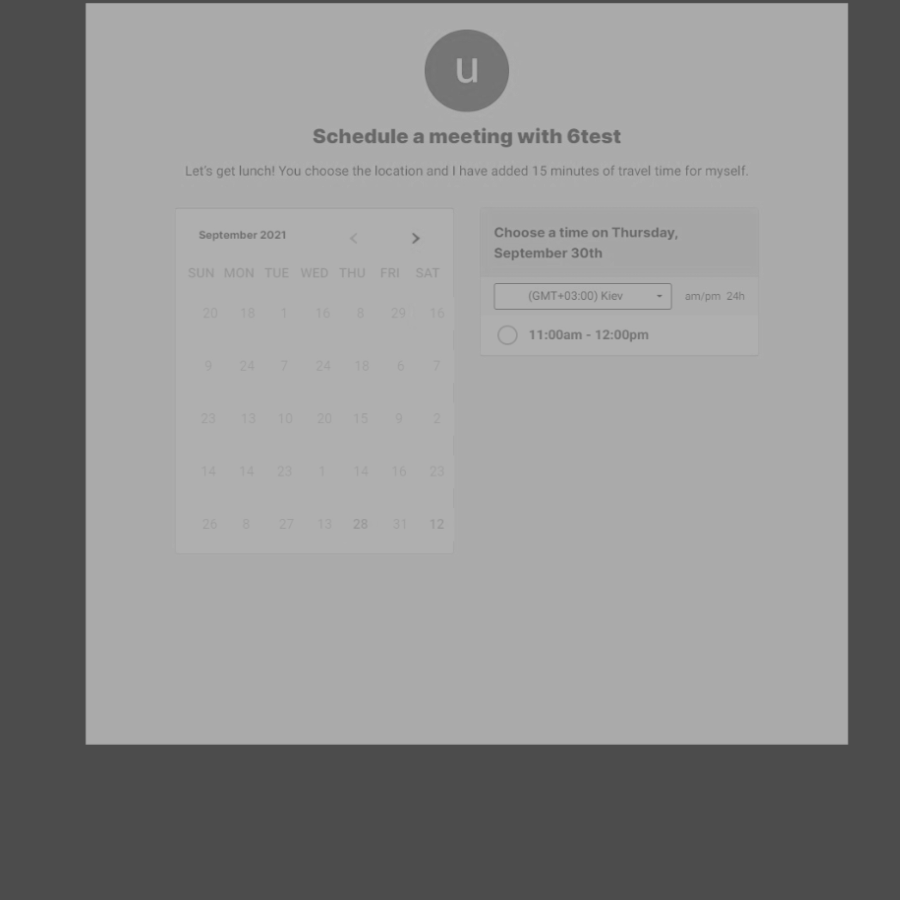 u
Schedule a meeting with 6test
Let's get lunch! You choose the location and I have added 15 minutes of travel time for myself.
September 2021 < >
SUN MON TUE WED THU FRI SAT
20 18 1 16 8 29 16
9 24 7 24 18 6 7
23 13 10 20 15 9 2
14 14 23 1 14 16 23
26 8 27 13 28 31 12
Choose a time on Thursday,
September 30th
(GMT+03:00) Kiev am/pm 24h
11:00am - 12:00pm